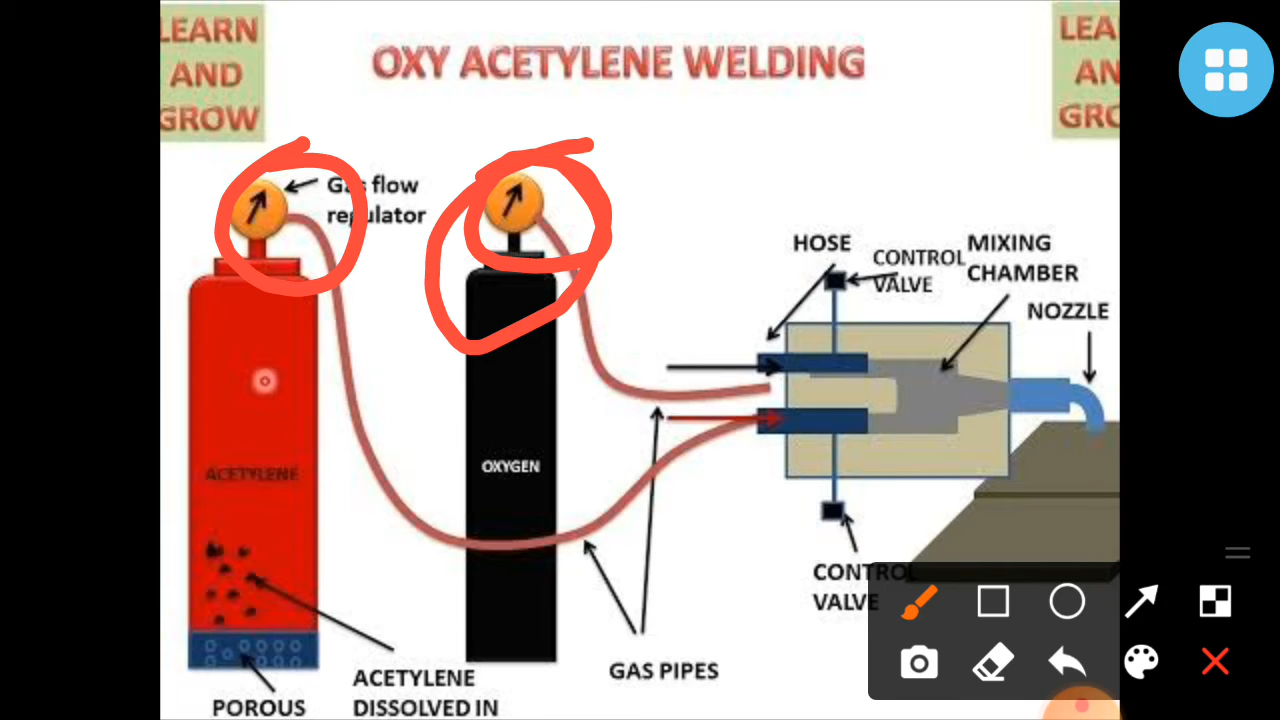 LEARN
AND
GROW
OXY ACETYLENE WELDING
LEA
AN
GRO
Gas flow
regulator
HOSE
CONTROL
VALVE
MIXING
CHAMBER
NOZZLE
ACETYLENE
OXYGEN
CONTROL
VALVE
GAS PIPES
ACETYLENE
DISSOLVED IN
POROUS